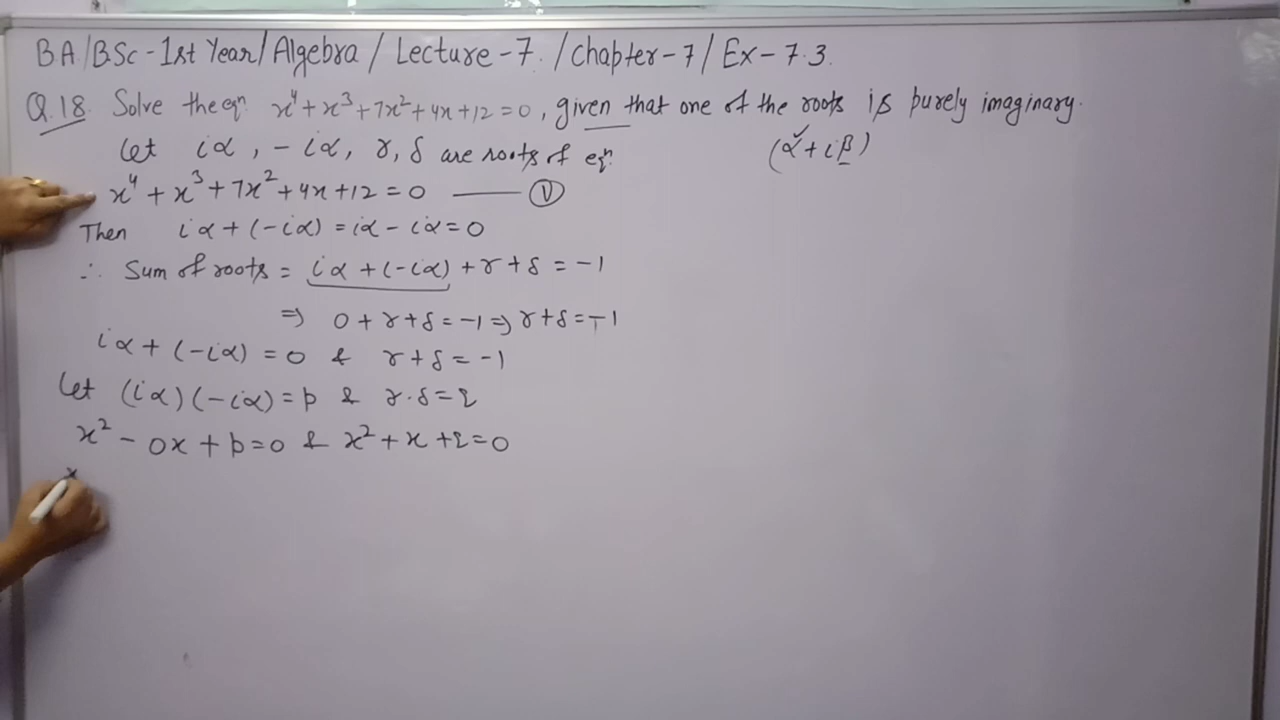 BA/BSc-1st Year/Algebra/Lecture-7./Chapter-7/Ex-7.3.
Q.18. Solve the eqn x⁴+x³+7x²+4x+12=0, given that one of the roots is purely imaginary.
Let iα, -iα, γ, δ are roots of eqn
(α+iβ)
x⁴+x³+7x²+4x+12=0 ——
Then iα+(-iα)=iα-iα=0
∴ Sum of roots = iα+(-iα)+γ+δ=-1
⇒ 0+γ+δ=-1⇒γ+δ=-1
iα+(-iα)=0 & γ+δ=-1
Let (iα)(-iα)=p & γ.δ=q
x²-0x+p=0 & x²+x+q=0